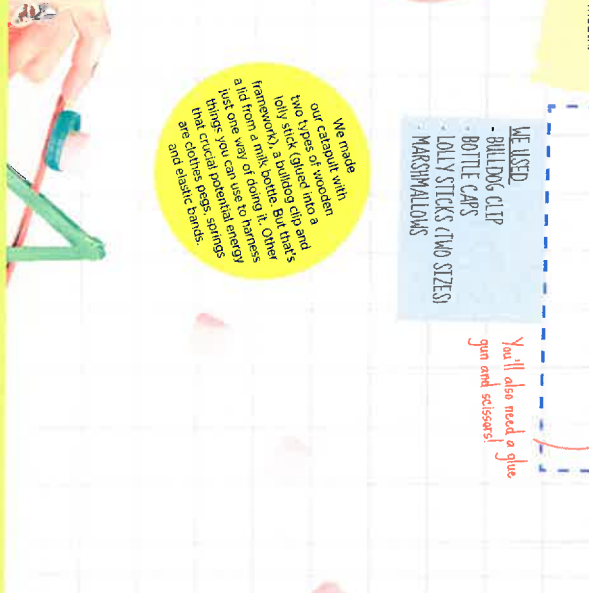 WE USED
• BULLDOG CLIP
• BOTTLE CAPS
• LOLLY STICKS (TWO SIZES)
• MARSHMALLOWS
You'll also need a glue
gun and scissors!
We made
our catapult with
two types of wooden
lolly stick (glued into a
framework), a bulldog clip and
a lid from a milk bottle. But that's
just one way of doing it. Other
things you can use to harness
that crucial potential energy
are clothes pegs, springs
and elastic bands.